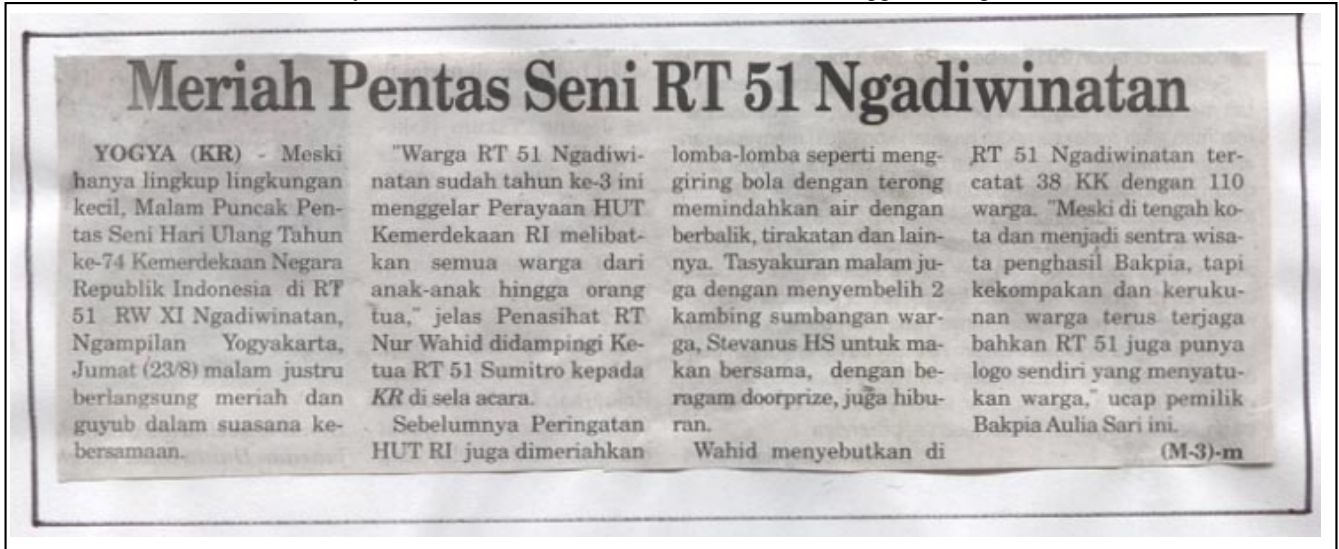 Meriah Pentas Seni RT 51 Ngadiwinatan
YOGYA (KR) - Meski
hanya lingkup lingkungan
kecil, Malam Puncak Pen-
tas Seni Hari Ulang Tahun
ke-74 Kemerdekaan Negara
Republik Indonesia di RT
51 RW XI Ngadiwinatan,
Ngampilan Yogyakarta,
Jumat (23/8) malam justru
berlangsung meriah dan
guyub dalam suasana ke-
bersamaan.
"Warga RT 51 Ngadiwi-
natan sudah tahun ke-3 ini
menggelar Perayaan HUT
Kemerdekaan RI melibat-
kan semua warga dari
anak-anak hingga orang
tua," jelas Penasihat RT
Nur Wahid didampingi Ke-
tua RT 51 Sumitro kepada
KR di sela acara.
Sebelumnya Peringatan
HUT RI juga dimeriahkan
lomba-lomba seperti meng-
giring bola dengan terong
memindahkan air dengan
berbalik, tirakatan dan lain-
nya. Tasyakuran malam ju-
ga dengan menyembelih 2
kambing sumbangan war-
ga, Stevanus HS untuk ma-
kan bersama, dengan be-
ragam doorprize, juga hibu-
ran.
Wahid menyebutkan di
RT 51 Ngadiwinatan ter-
catat 38 KK dengan 110
warga. "Meski di tengah ko-
ta dan menjadi sentra wisa-
ta penghasil Bakpia, tapi
kekompakan dan keruku-
nan warga terus terjaga
bahkan RT 51 juga punya
logo sendiri yang menyatu-
kan warga," ucap pemilik
Bakpia Aulia Sari ini.
(M-3)-m